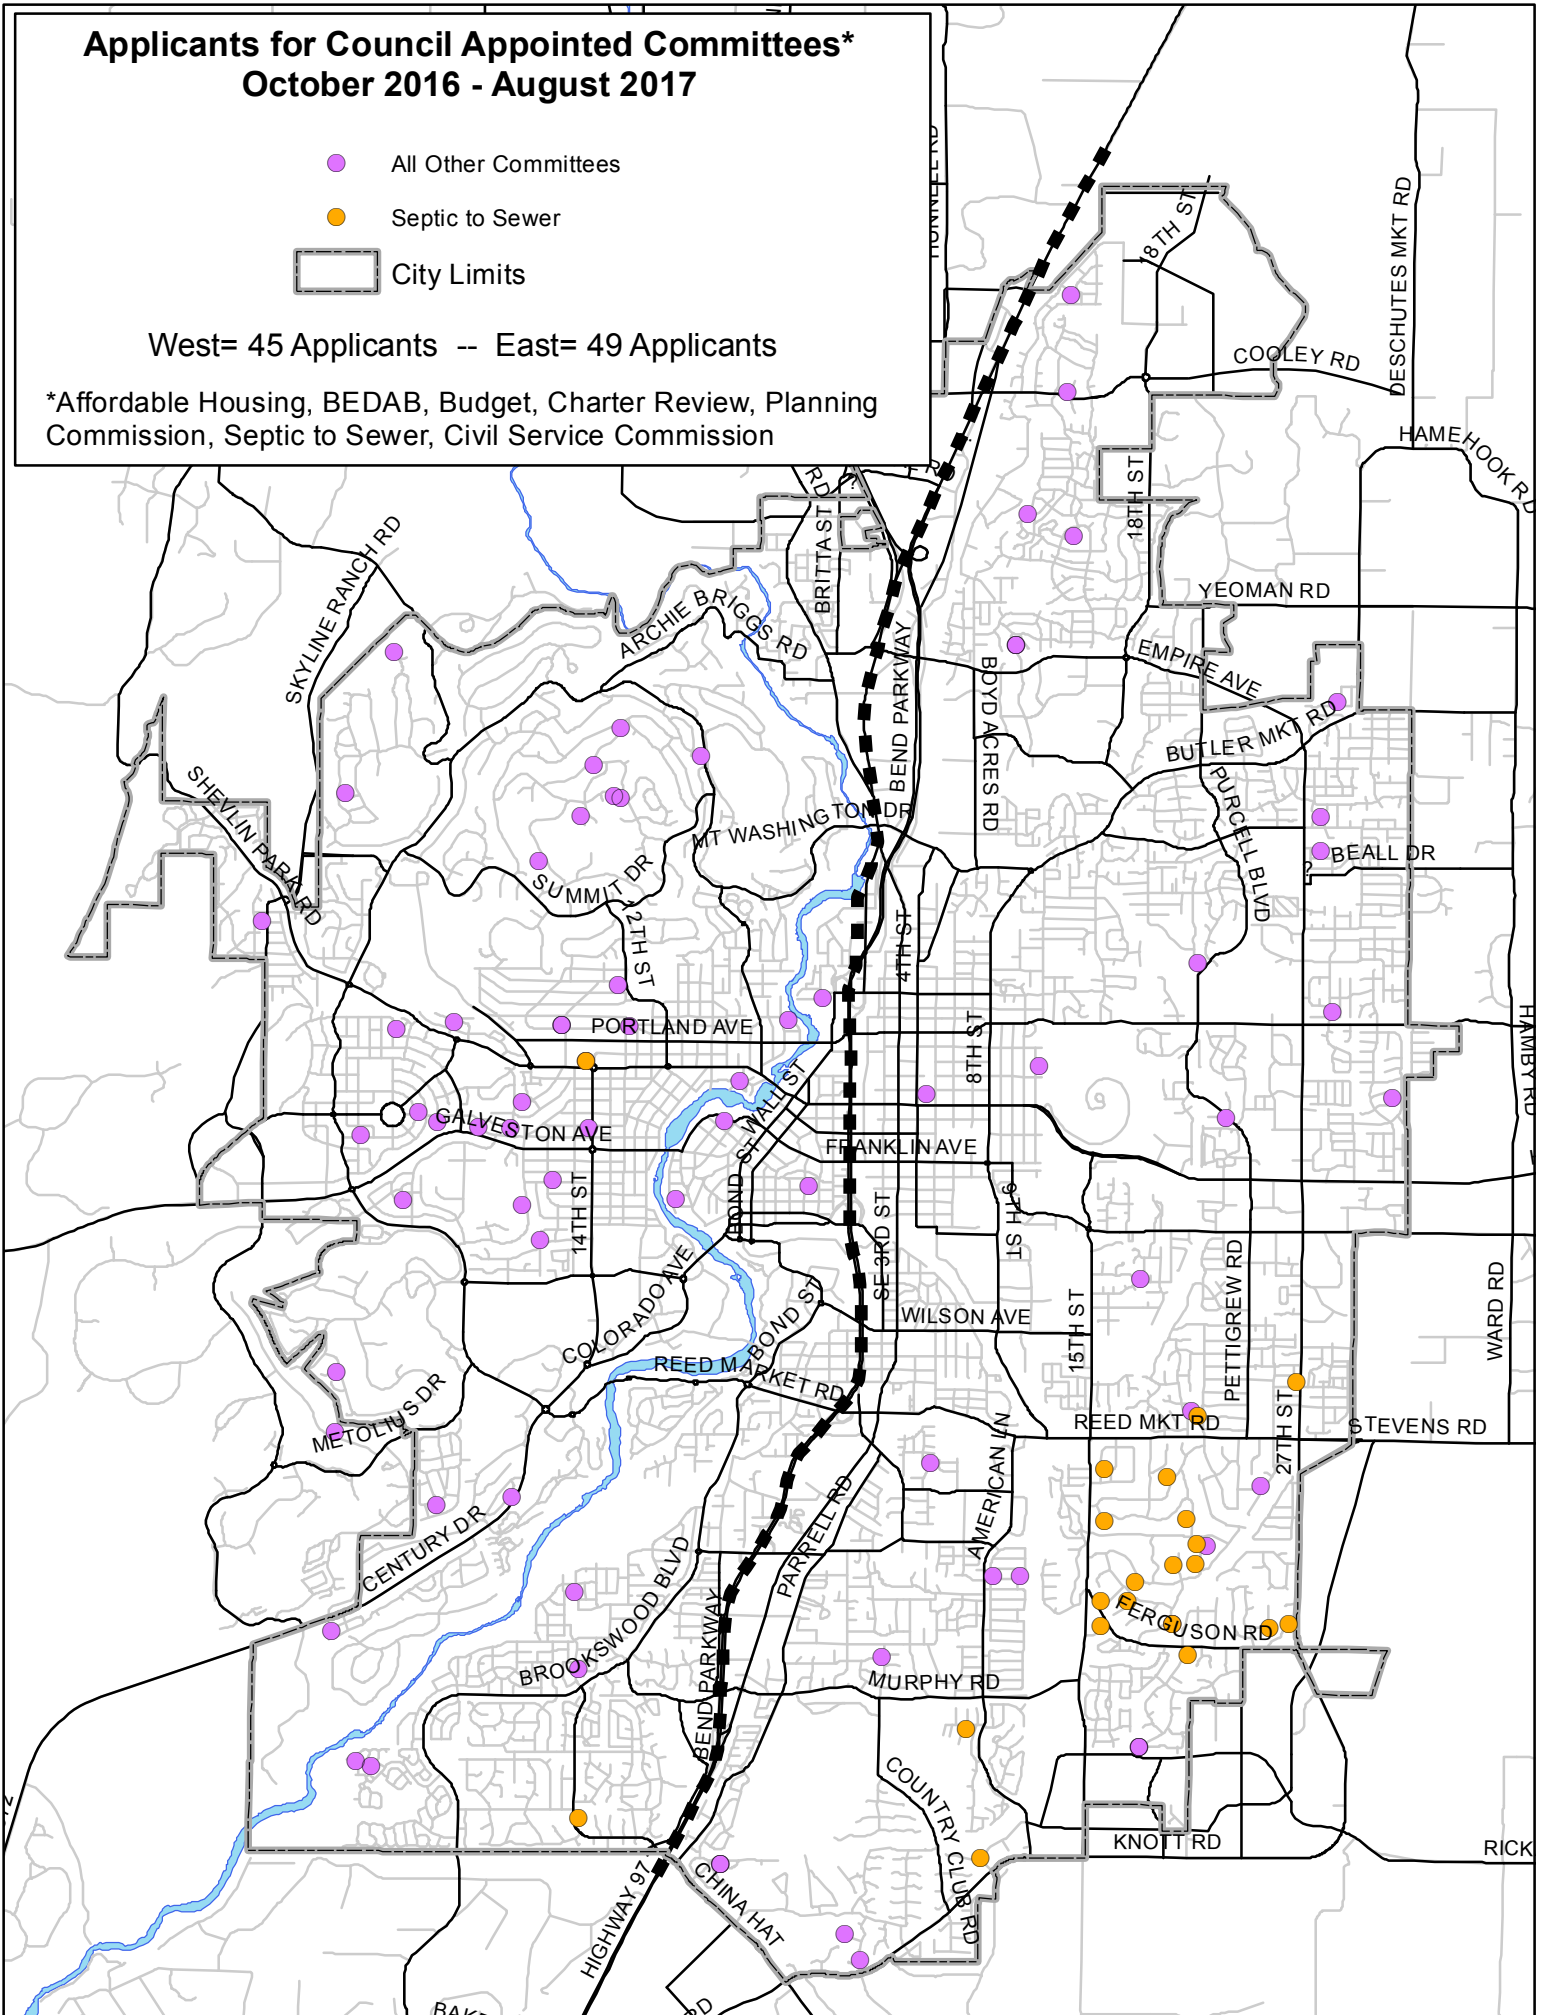 Applicants for Council Appointed Committees*
October 2016 - August 2017
All Other Committees
Septic to Sewer
City Limits
West= 45 Applicants -- East= 49 Applicants
*Affordable Housing, BEDAB, Budget, Charter Review, Planning
Commission, Septic to Sewer, Civil Service Commission
18TH ST
DESCHUTES MKT RD
COOLEY RD
HAMEHOOK RD
RD
RD
?
18TH ST
BRITTA ST
SKYLINE RANCH RD
YEOMAN RD
ARCHIE BRIGGS RD
EMPIRE AVE
BEND PARKWAY
BOYD ACRES RD
BUTLER MKT RD
SHEVLIN PARK RD
PURCELL BLVD
MT WASHINGTON DR
?
BEALL DR
SUMMIT DR
12TH ST
4TH ST
PORTLAND AVE
8TH ST
HAMBY RD
WALL ST
GALVESTON AVE
FRANKLIN AVE
BOND ST
14TH ST
9TH ST
SE 3RD ST
PETTIGREW RD
WARD RD
COLORADO AVE
BOND ST
WILSON AVE
15TH ST
REED MARKET RD
METOLIUS DR
REED MKT RD
27TH ST
STEVENS RD
AMERICAN LN
PARRELL RD
CENTURY DR
BROOKSWOOD BLVD
BEND PARKWAY
FERGUSON RD
MURPHY RD
COUNTRY CLUB RD
KNOTT RD
RICK
HIGHWAY 97
CHINA HAT
RD